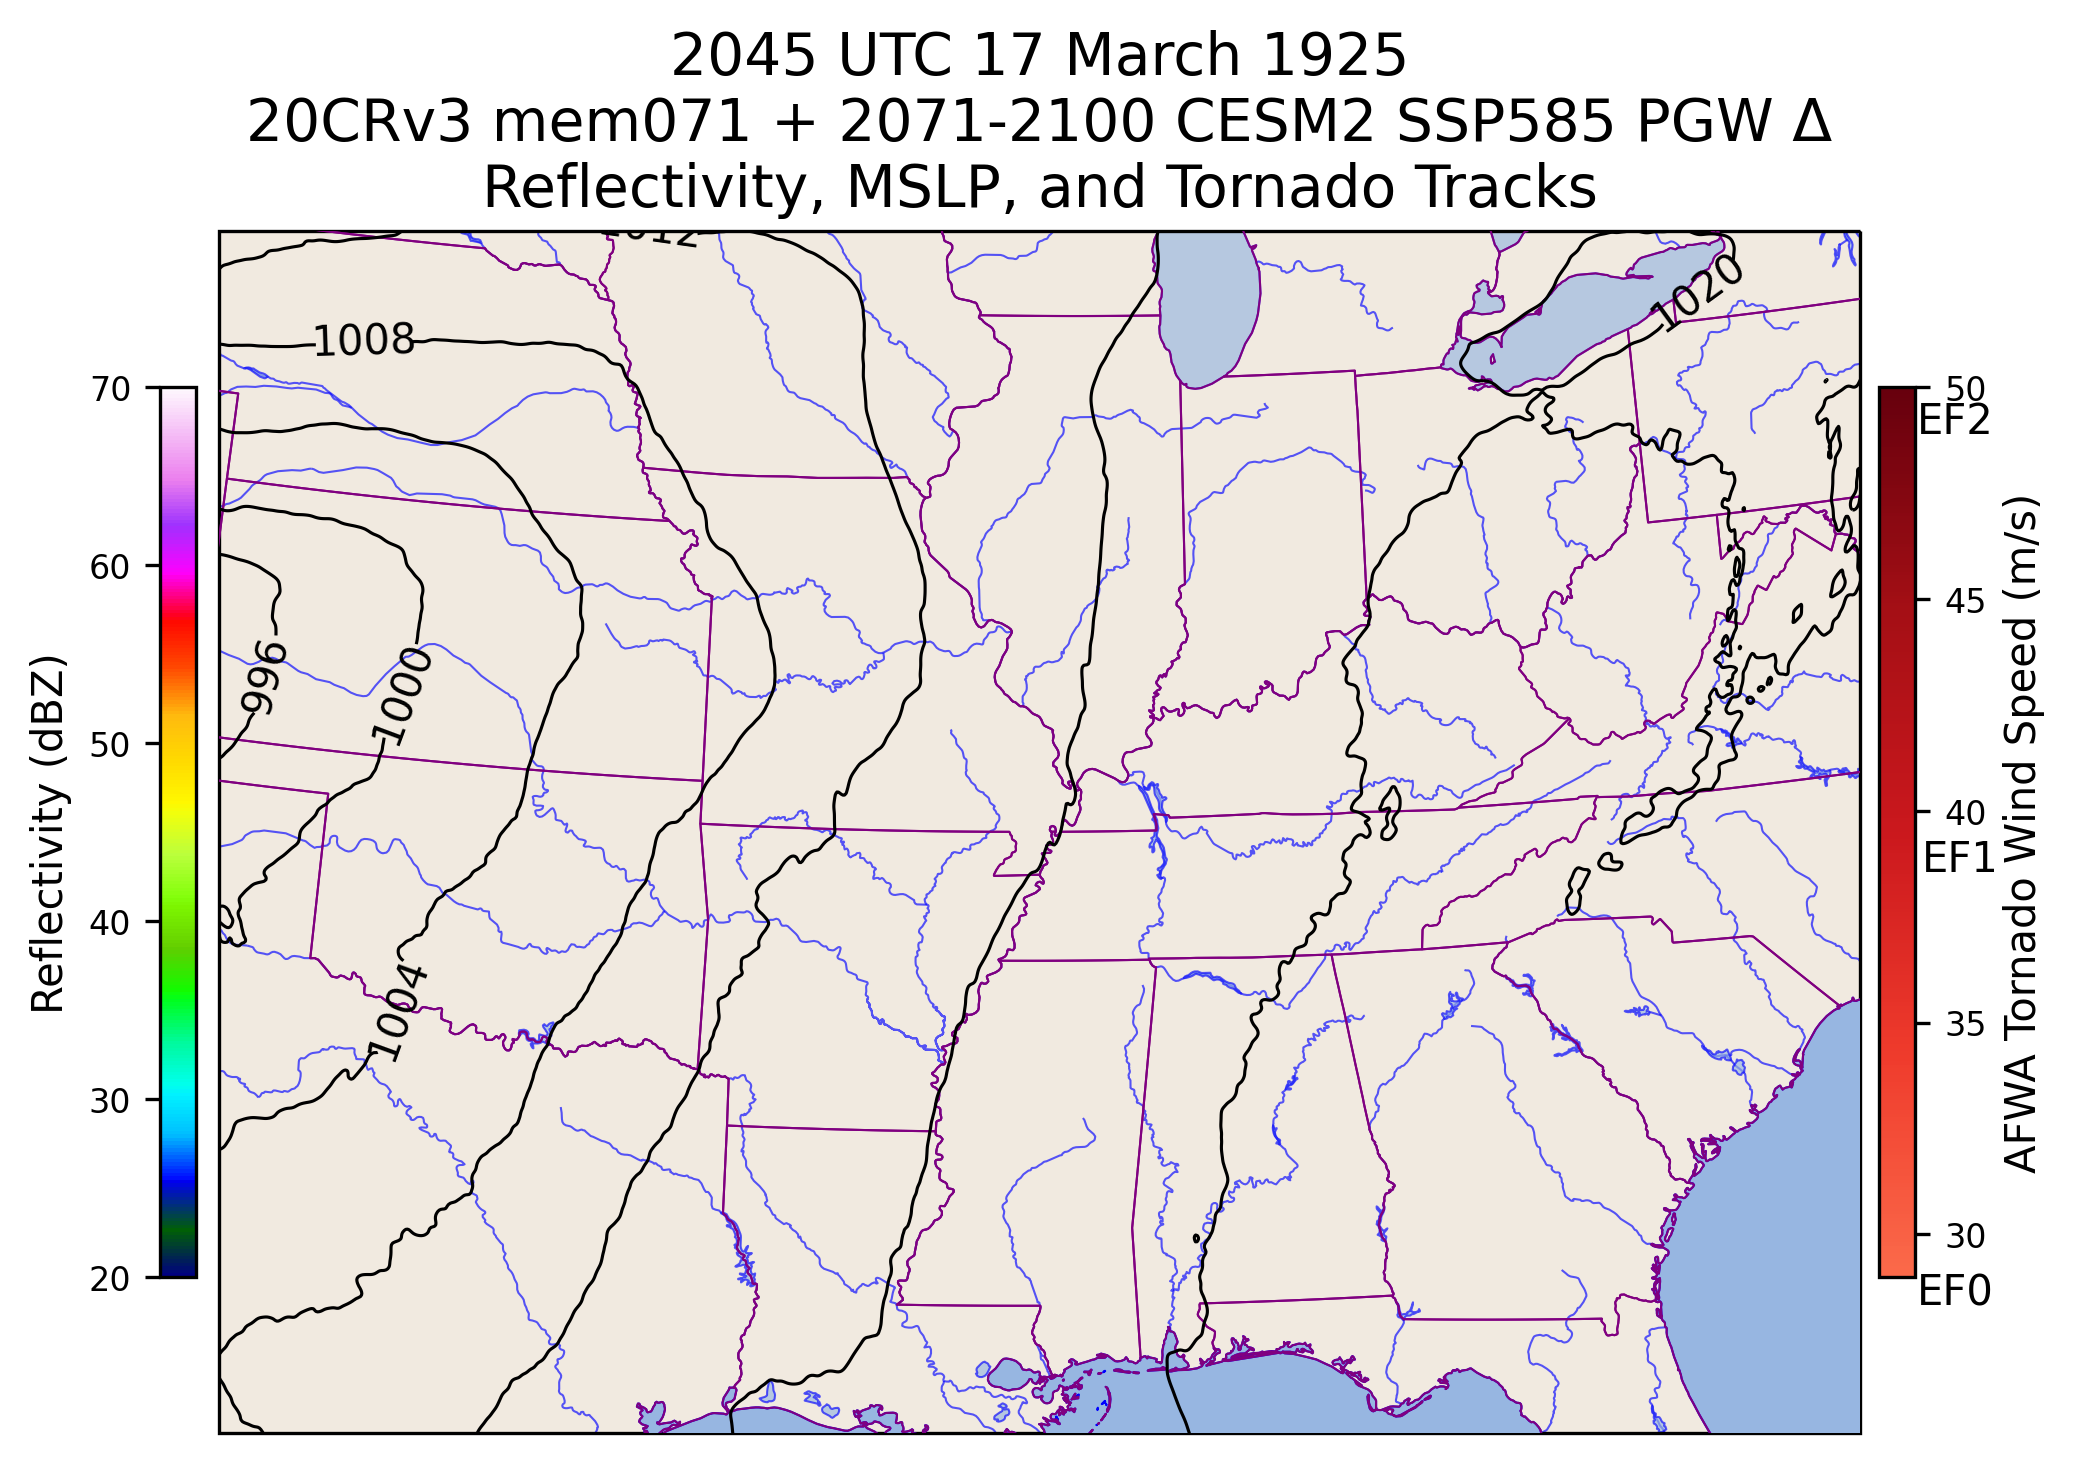 2045 UTC 17 March 1925
20CRv3 mem071 + 2071-2100 CESM2 SSP585 PGW Δ
Reflectivity, MSLP, and Tornado Tracks
1012
1020
1008
996
1000
1004
70
60
50
40
30
20
Reflectivity (dBZ)
50
EF2
45
40
EF1
35
30
EF0
AFWA Tornado Wind Speed (m/s)